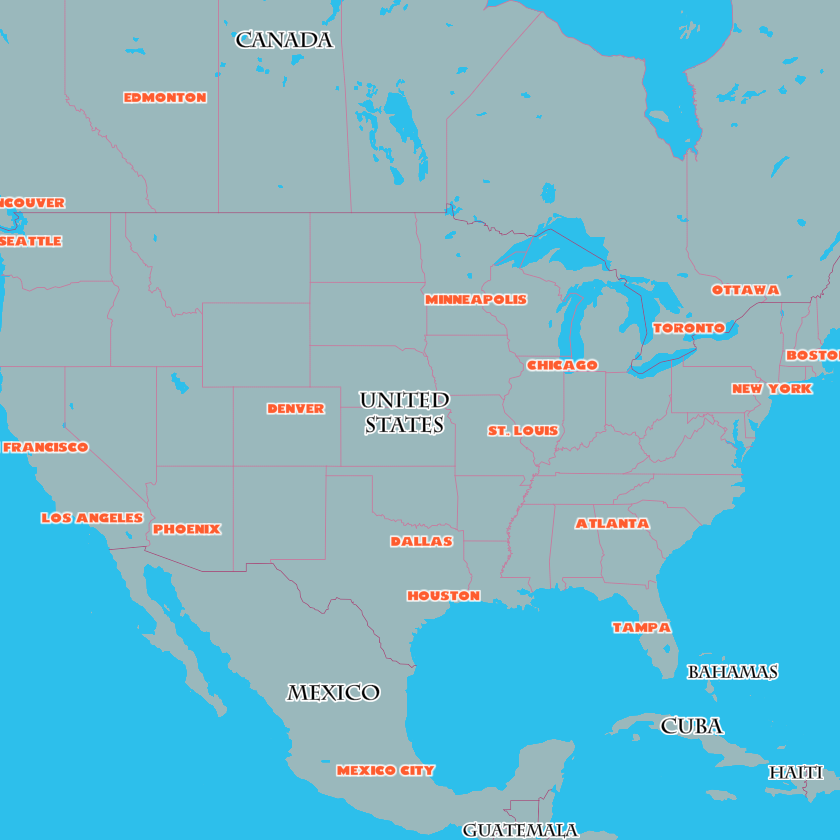 CANADA
EDMONTON
NCOUVER
SEATTLE
OTTAWA
MINNEAPOLIS
TORONTO
BOSTO
CHICAGO
NEW YORK
UNITED
STATES
DENVER
ST. LOUIS
FRANCISCO
LOS ANGELES
PHOENIX
ATLANTA
DALLAS
HOUSTON
TAMPA
BAHAMAS
MEXICO
CUBA
MEXICO CITY
HAITI
GUATEMALA